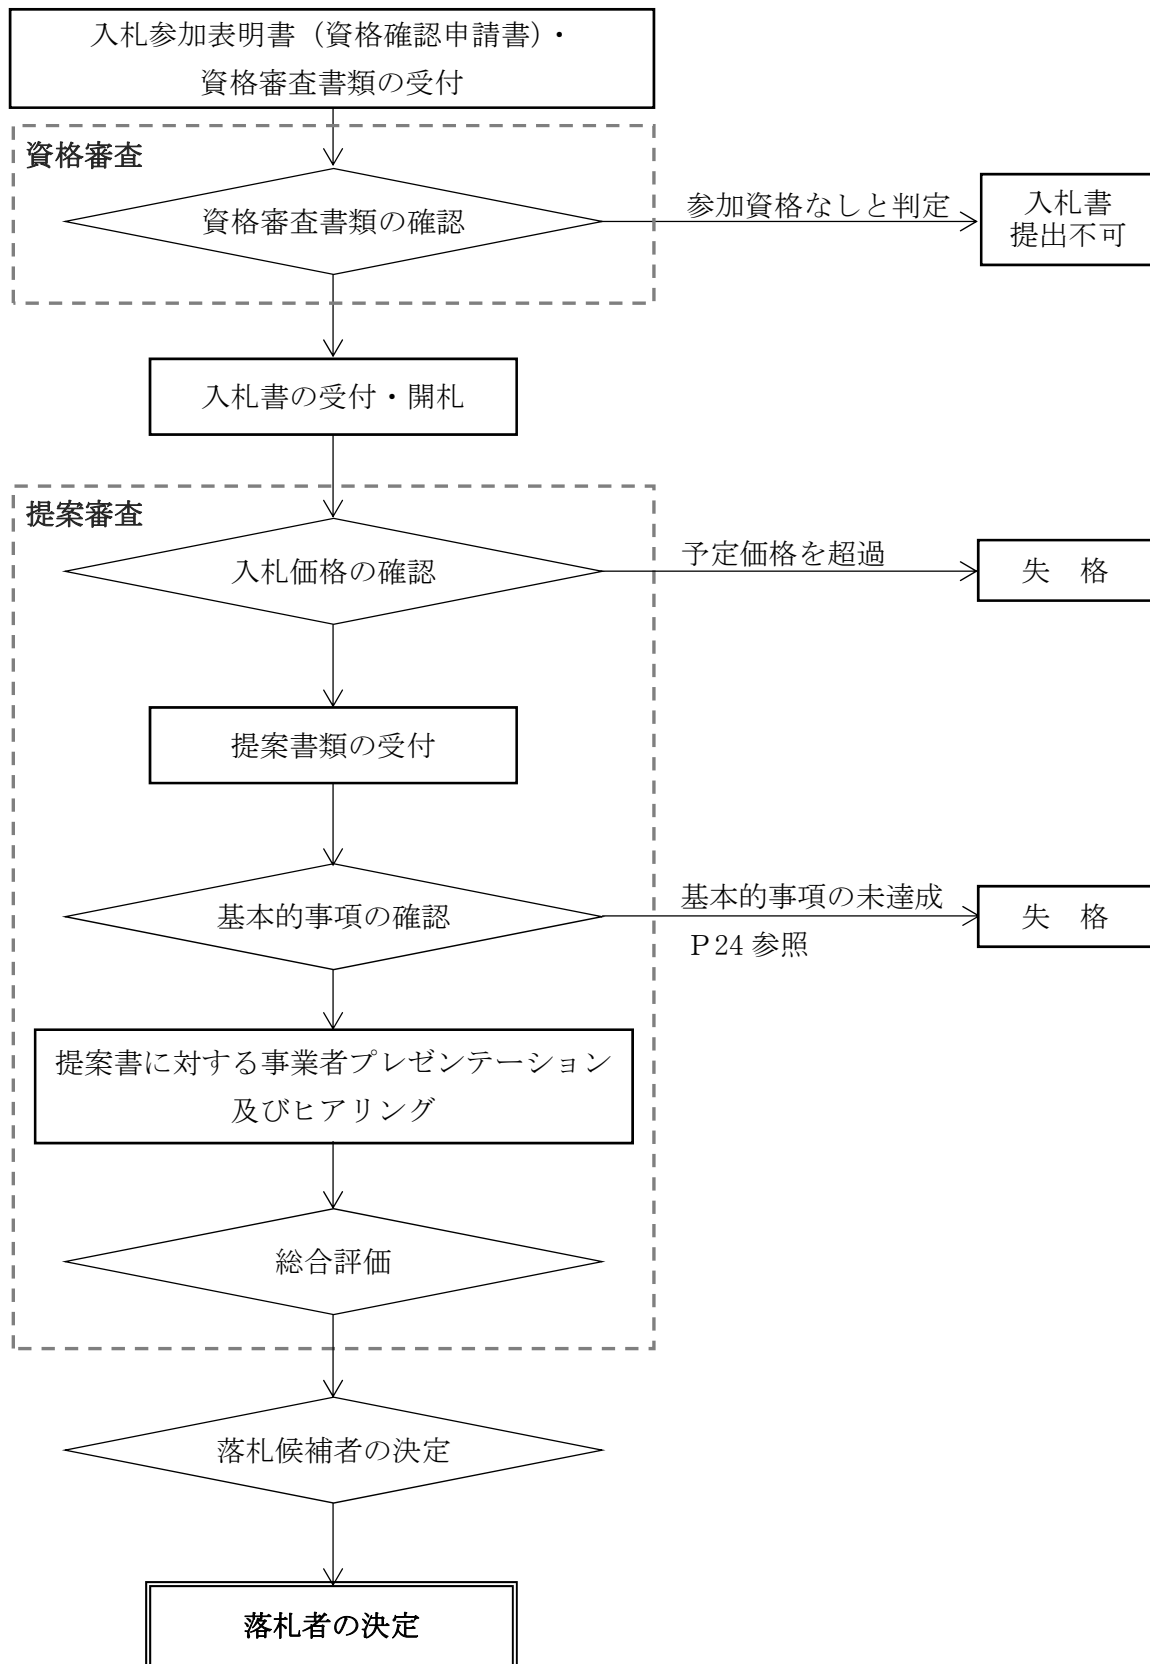 入札参加表明書(資格確認申請書)・
資格審査書類の受付
資格審査
資格審査書類の確認
参加資格なしと判定
入札書
提出不可
入札書の受付・開札
提案審査
入札価格の確認
予定価格を超過
失　格
提案書類の受付
基本的事項の確認
基本的事項の未達成
Ｐ24 参照
失　格
提案書に対する事業者プレゼンテーション
及びヒアリング
総合評価
落札候補者の決定
落札者の決定